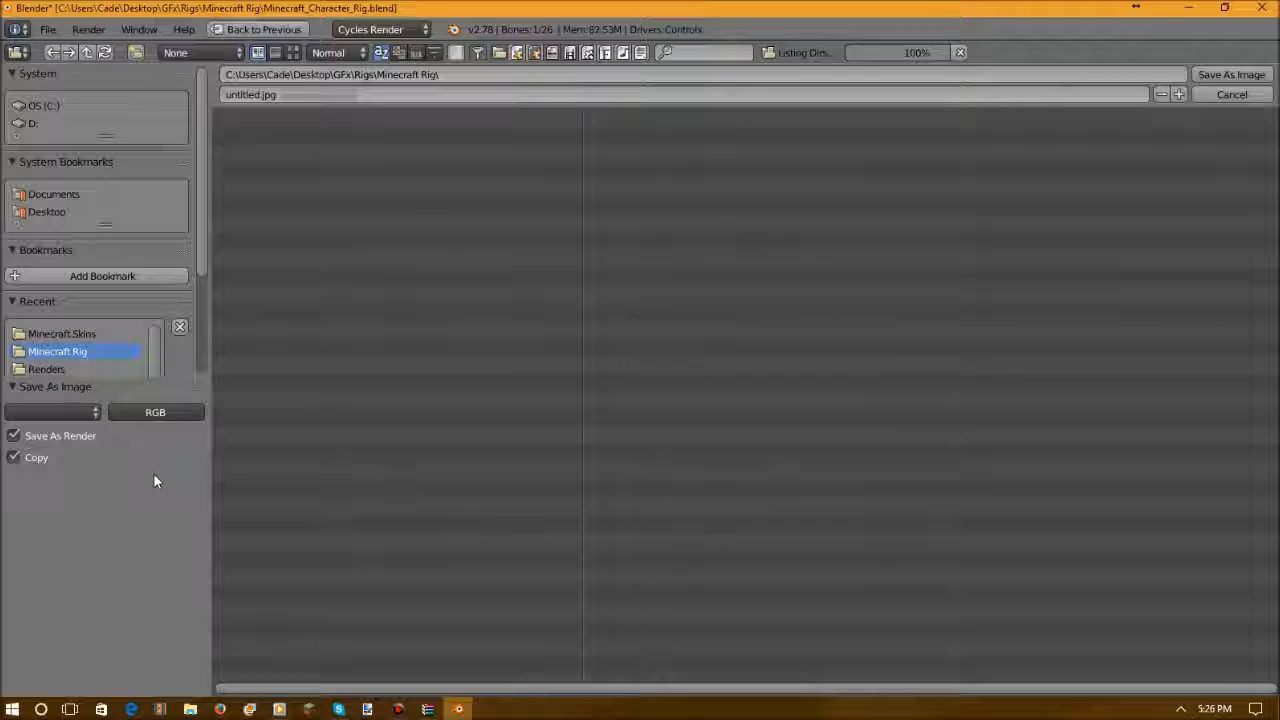 Blender* [C:\Users\Cade\Desktop\GFx\Rigs\Minecraft Rig\Minecraft_Character_Rig.blend]
File Render Window Help Back to Previous Cycles Render v2.78 | Bones:1/26 | Mem:82.53M | Drivers:Controls
None Normal Listing Dirs.. 100%
System
C:\Users\Cade\Desktop\GFx\Rigs\Minecraft Rig\ Save As Image
untitled.jpg Cancel
OS (C:)
D:
System Bookmarks
Documents
Desktop
Bookmarks
Add Bookmark
Recent
Minecraft Skins
Minecraft Rig
Renders
Save As Image
RGB
Save As Render
Copy
5:26 PM